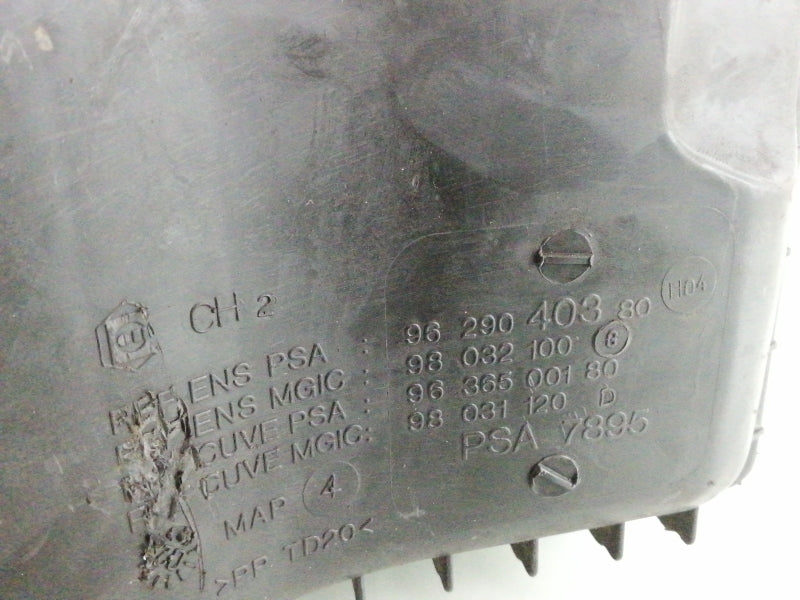 CH 2
H04
REF ENS PSA : 96 290 403 80
ENS MGIC : 98 032 100
CUVE PSA : 96 365 001 80
CUVE MGIC: 98 031 120 D
PSA 7895
MAP 4
>PP TD20<